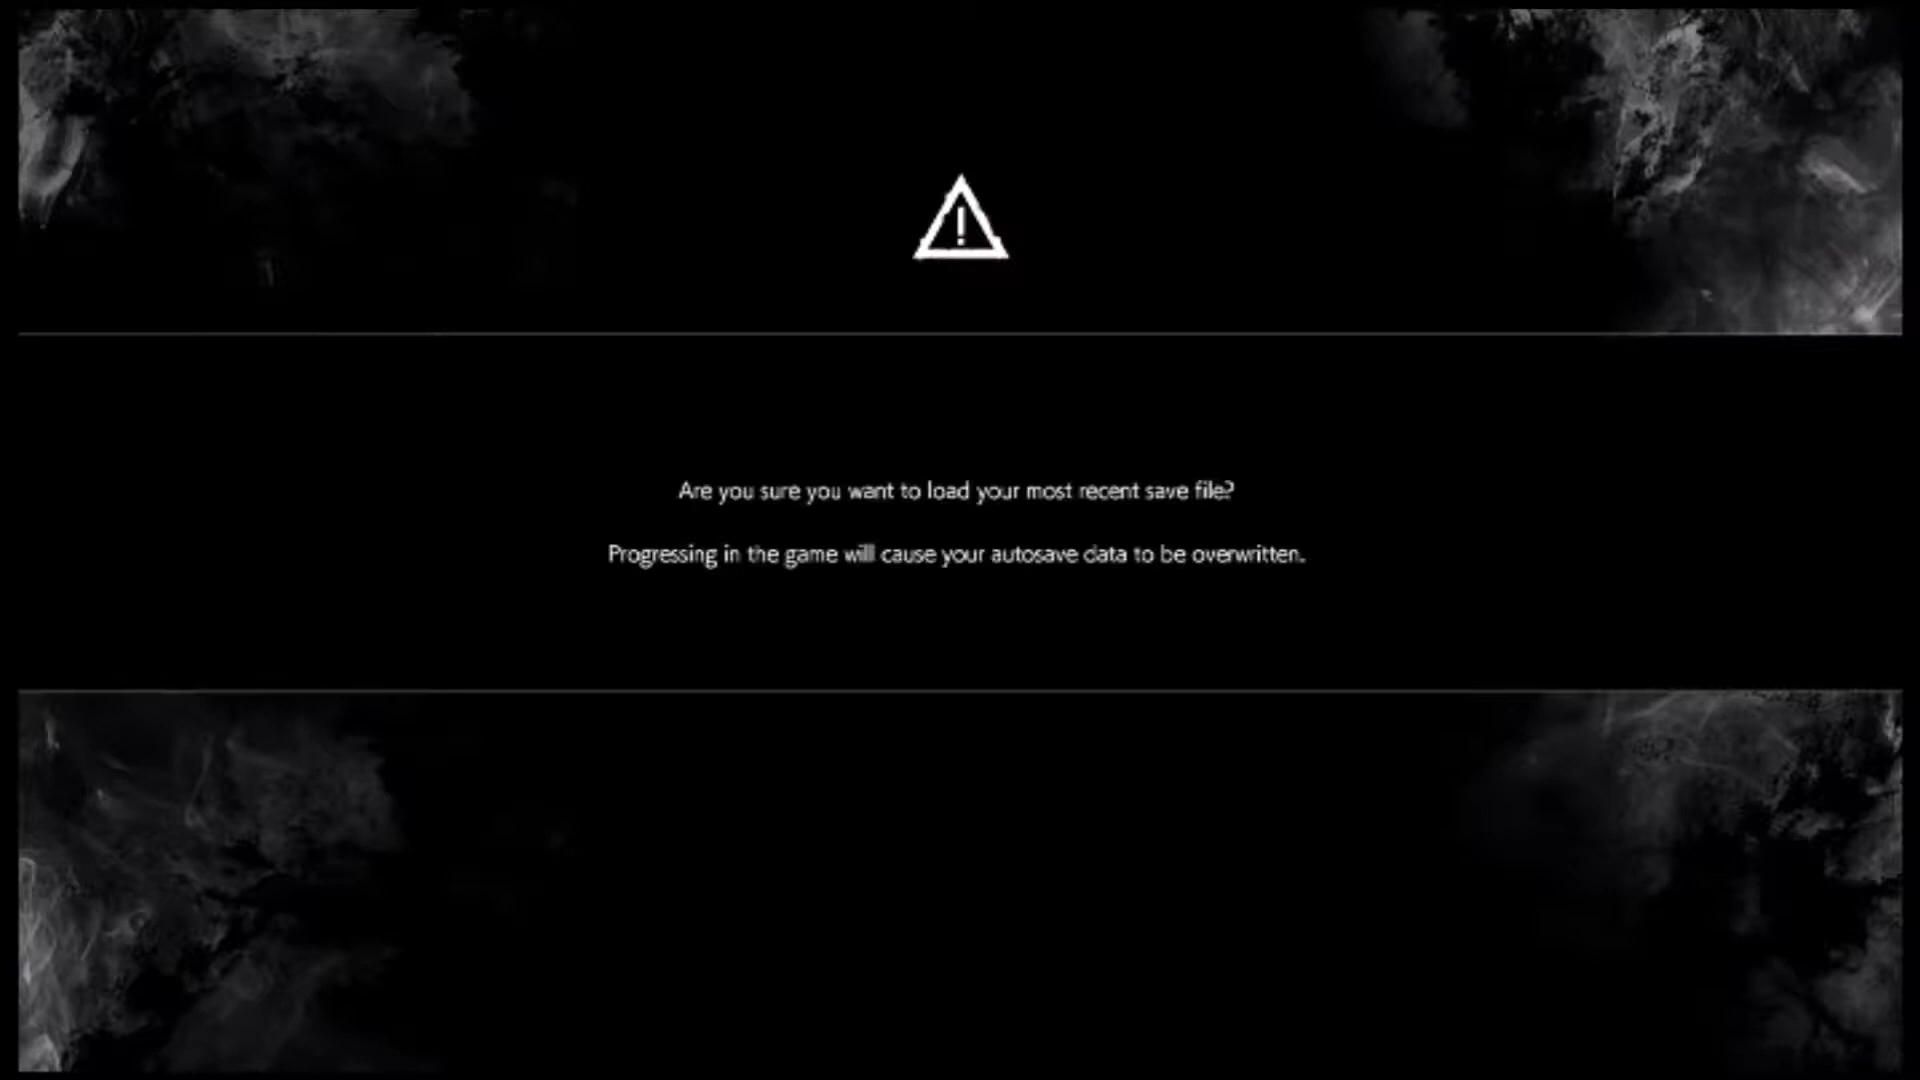 Are you sure you want to load your most recent save file?
Progressing in the game will cause your autosave data to be overwritten.